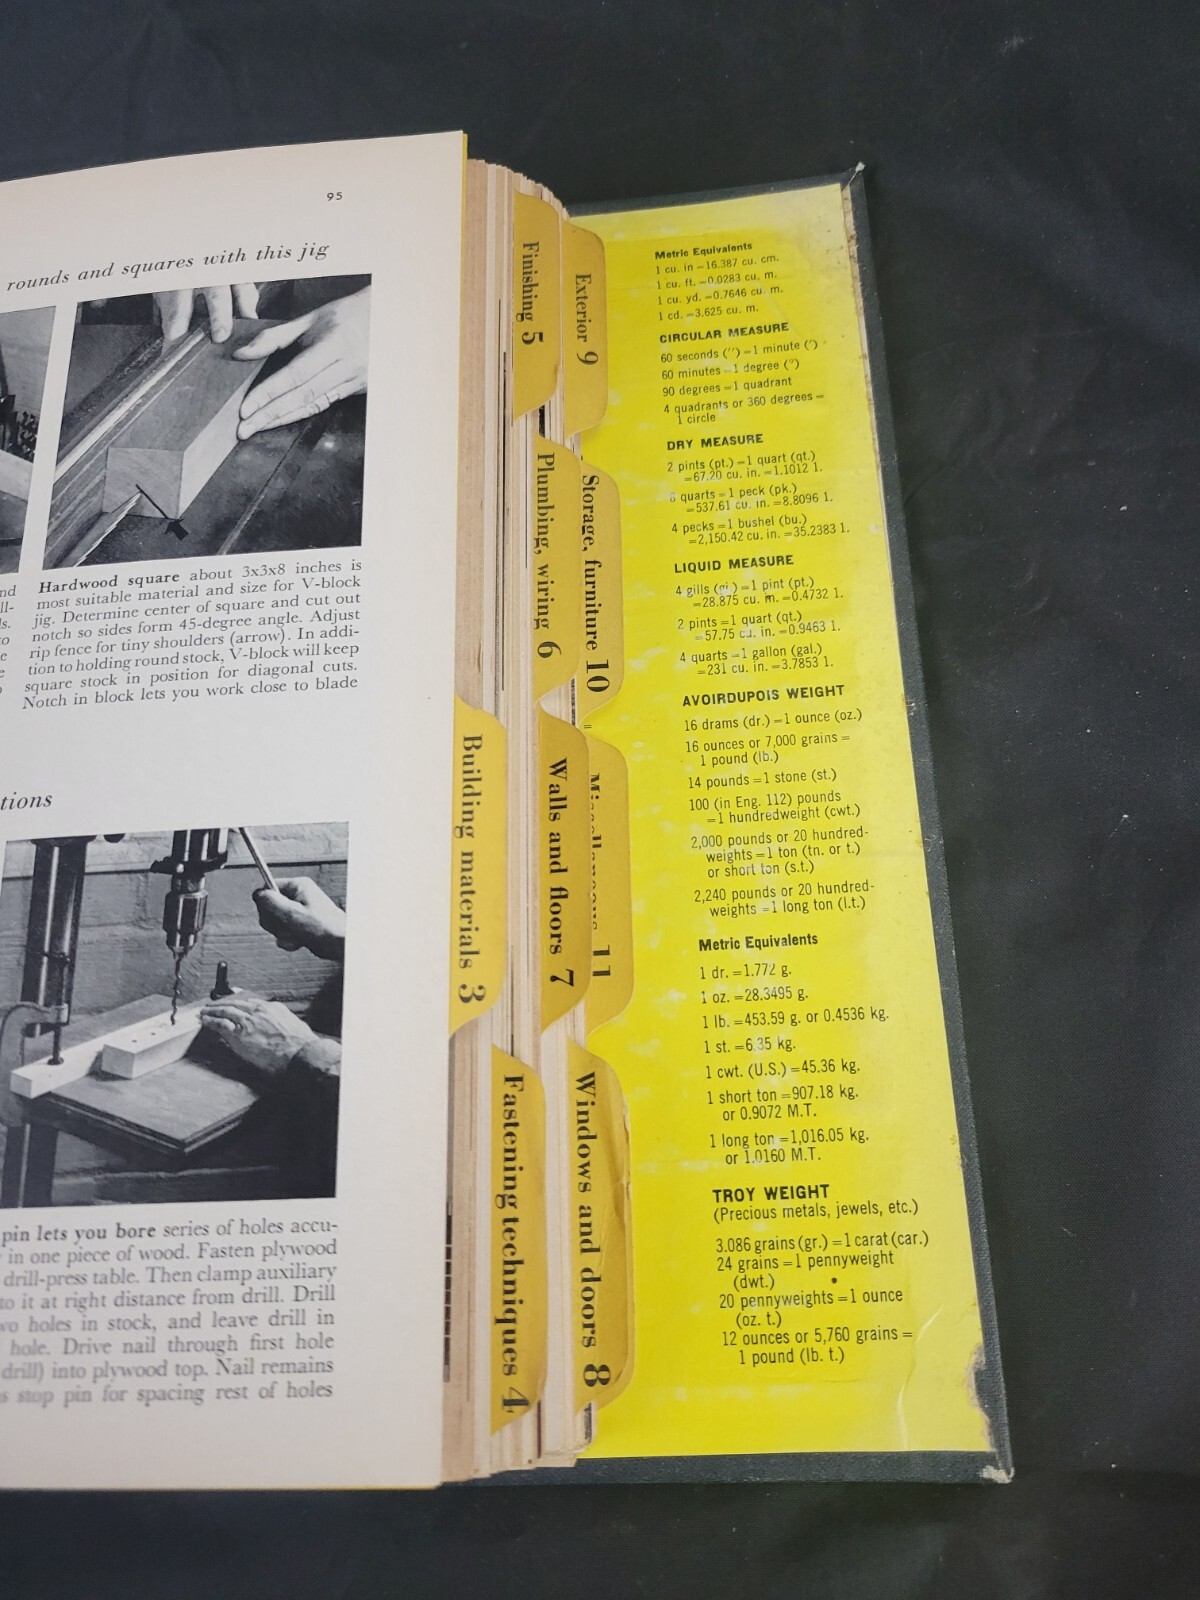 95
rounds and squares with this jig
Hardwood square about 3x3x8 inches is
most suitable material and size for V-block
jig. Determine center of square and cut out
notch so sides form 45-degree angle. Adjust
rip fence for tiny shoulders (arrow). In addi-
tion to holding round stock, V-block will keep
square stock in position for diagonal cuts.
Notch in block lets you work close to blade
tions
pin lets you bore series of holes accu-
in one piece of wood. Fasten plywood
drill-press table. Then clamp auxiliary
to it at right distance from drill. Drill
wo holes in stock, and leave drill in
hole. Drive nail through first hole
drill) into plywood top. Nail remains
s stop pin for spacing rest of holes
Building materials 3
Fastening techniques 4
Finishing 5
Plumbing, wiring 6
Walls and floors 7
Windows and doors 8
Exterior 9
Storage, furniture 10
Miscellaneous 11
Metric Equivalents
1 cu. in =16.387 cu. cm.
1 cu. ft. =0.0283 cu. m.
1 cu. yd. =0.7646 cu. m.
1 cd. =3.625 cu. m.
CIRCULAR MEASURE
60 seconds (") =1 minute (')
60 minutes =1 degree (°)
90 degrees =1 quadrant
4 quadrants or 360 degrees =
1 circle
DRY MEASURE
2 pints (pt.) =1 quart (qt.)
=67.20 cu. in. =1.1012 l.
8 quarts =1 peck (pk.)
=537.61 cu. in. =8.8096 l.
4 pecks =1 bushel (bu.)
=2,150.42 cu. in. =35.2383 l.
LIQUID MEASURE
4 gills (gi.) =1 pint (pt.)
=28.875 cu. in. =0.4732 l.
2 pints =1 quart (qt.)
=57.75 cu. in. =0.9463 l.
4 quarts =1 gallon (gal.)
=231 cu. in. =3.7853 l.
AVOIRDUPOIS WEIGHT
16 drams (dr.) =1 ounce (oz.)
16 ounces or 7,000 grains =
1 pound (lb.)
14 pounds =1 stone (st.)
100 (in Eng. 112) pounds
=1 hundredweight (cwt.)
2,000 pounds or 20 hundred-
weights =1 ton (tn. or t.)
or short ton (s.t.)
2,240 pounds or 20 hundred-
weights =1 long ton (l.t.)
Metric Equivalents
1 dr. =1.772 g.
1 oz. =28.3495 g.
1 lb. =453.59 g. or 0.4536 kg.
1 st. =6.35 kg.
1 cwt. (U.S.) =45.36 kg.
1 short ton =907.18 kg.
or 0.9072 M.T.
1 long ton =1,016.05 kg.
or 1.0160 M.T.
TROY WEIGHT
(Precious metals, jewels, etc.)
3.086 grains (gr.) =1 carat (car.)
24 grains =1 pennyweight
(dwt.)
20 pennyweights =1 ounce
(oz. t.)
12 ounces or 5,760 grains =
1 pound (lb. t.)